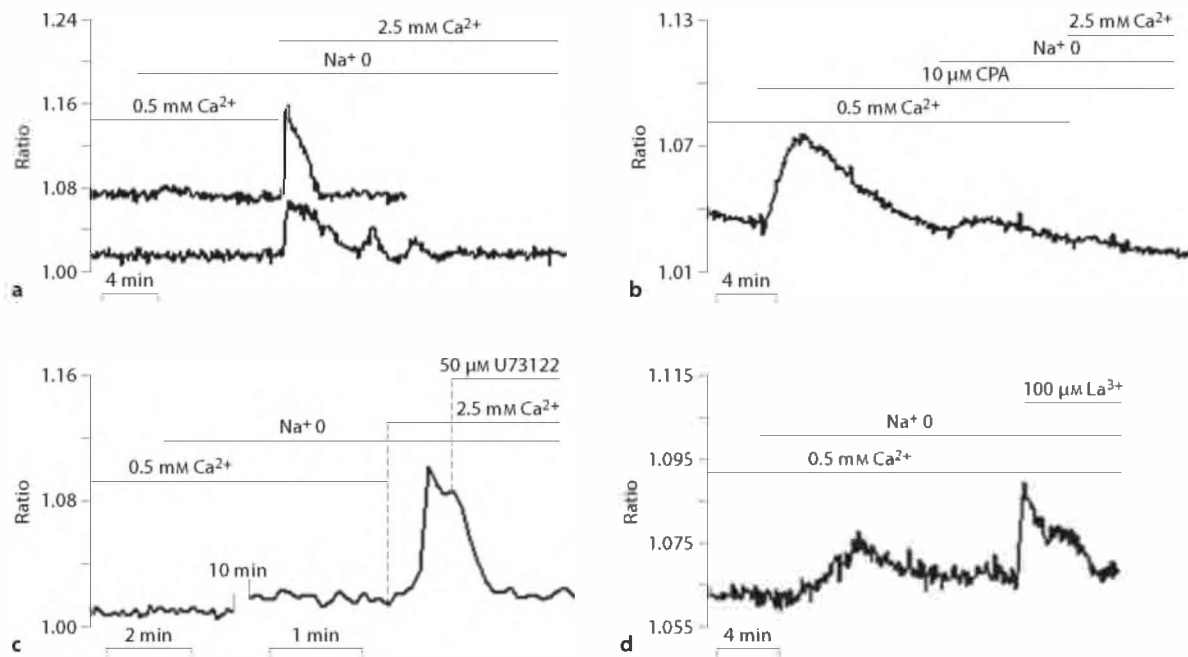 1.24
2.5 mM Ca²⁺
Na⁺ 0
1.16
0.5 mM Ca²⁺
Ratio
1.08
1.00
4 min
a
1.13
2.5 mM Ca²⁺
Na⁺ 0
10 µM CPA
0.5 mM Ca²⁺
1.07
Ratio
1.01
4 min
b
1.16
50 µM U73122
2.5 mM Ca²⁺
Na⁺ 0
0.5 mM Ca²⁺
1.08
Ratio
10 min
1.00
2 min
1 min
c
1.115
100 µM La³⁺
Na⁺ 0
1.095
0.5 mM Ca²⁺
Ratio
1.075
1.055
4 min
d